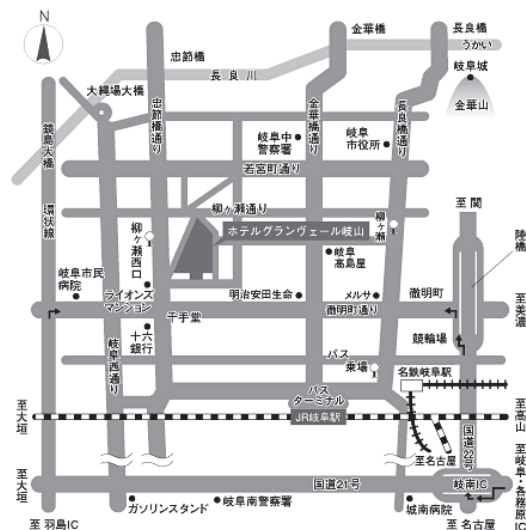 N
忠節橋
金華橋
長良橋
うかい
長良川
岐阜城
金華山
大縄場大橋
鏡島大橋
環状線
忠節橋通り
金華橋通り
長良橋通り
岐阜中
警察署
岐阜
市役所
若宮町通り
柳ヶ瀬通り
至 関
陸橋
柳ヶ瀬
西口
ホテルグランヴェール岐山
柳ヶ瀬
岐阜
高島屋
岐阜市民
病院
ライオンズ
マンション
明治安田生命
メルサ
徹明町
至美濃
千手堂
徹明町通り
十六
銀行
競輪場
岐阜西通り
バス
乗場
名鉄岐阜駅
至大垣
バス
ターミナル
JR岐阜駅
至高山
至名古屋
国道22号
至岐阜・各務原IC
至大垣
国道21号
岐南IC
ガソリンスタンド
岐阜南警察署
城南病院
至 羽島IC
至 名古屋